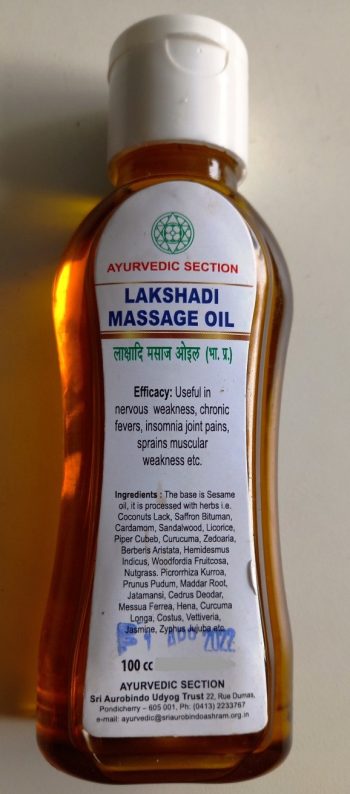 AYURVEDIC SECTION
LAKSHADI
MASSAGE OIL
लाक्षादि मसाज ओइल (भा. प्र.)
Efficacy: Useful in
nervous weakness, chronic
fevers, insomnia joint pains,
sprains muscular
weakness etc.
Ingredients : The base is Sesame
oil, it is processed with herbs i.e.
Coconuts Lack, Saffron Bituman,
Cardamom, Sandalwood, Licorice,
Piper Cubeb, Curucuma, Zedoaria,
Berberis Aristata, Hemidesmus
Indicus, Woodfordia Fruitcosa,
Nutgrass. Picrorrhiza Kurroa,
Prunus Pudum, Maddar Root,
Jatamansi, Cedrus Deodar,
Messua Ferrea, Hena, Curcuma
Longa, Costus, Vettiveria,
Jasmine, Zyphus Jujuba etc.
2022
100 cc
AYURVEDIC SECTION
Sri Aurobindo Udyog Trust 22, Rue Dumas,
Pondicherry – 605 001, Ph: (0413) 2233767
e-mail: ayurvedic@sriaurobindoashram.org.in